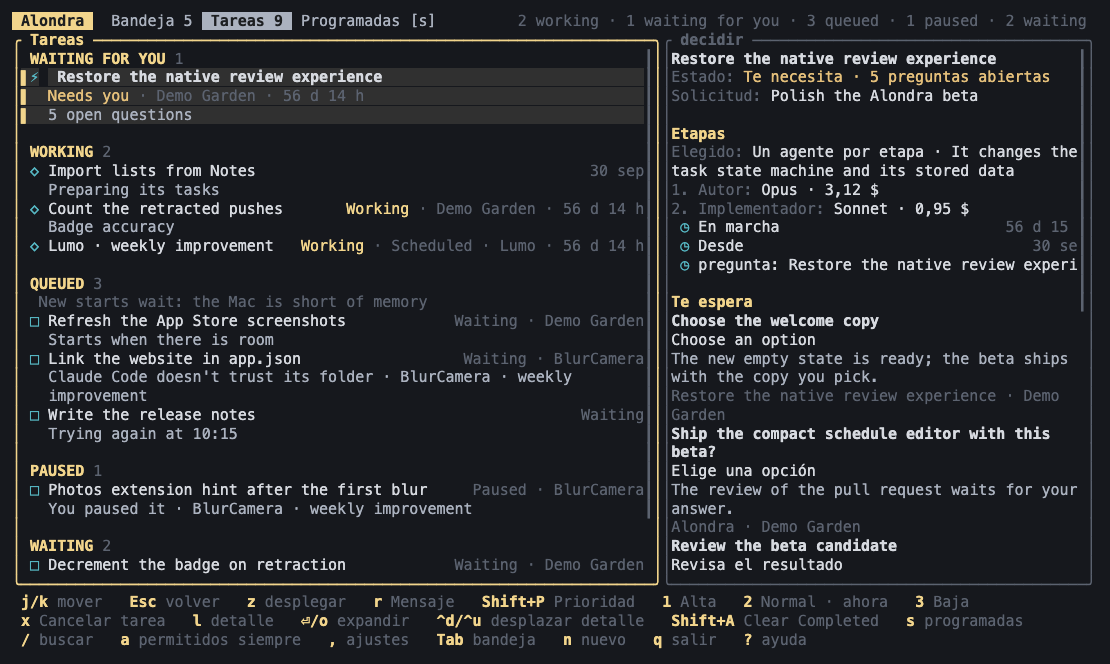 Alondra Bandeja 5 Tareas 9 Programadas [s] 2 working · 1 waiting for you · 3 queued · 1 paused · 2 waiting
Tareas
WAITING FOR YOU 1
⚡ Restore the native review experience
Needs you · Demo Garden · 56 d 14 h
5 open questions
WORKING 2
◇ Import lists from Notes 30 sep
Preparing its tasks
◇ Count the retracted pushes Working · Demo Garden · 56 d 14 h
Badge accuracy
◇ Lumo · weekly improvement Working · Scheduled · Lumo · 56 d 14 h
QUEUED 3
New starts wait: the Mac is short of memory
□ Refresh the App Store screenshots Waiting · Demo Garden
Starts when there is room
□ Link the website in app.json Waiting · BlurCamera
Claude Code doesn't trust its folder · BlurCamera · weekly
improvement
□ Write the release notes Waiting
Trying again at 10:15
PAUSED 1
□ Photos extension hint after the first blur Paused · BlurCamera
You paused it · BlurCamera · weekly improvement
WAITING 2
□ Decrement the badge on retraction Waiting · Demo Garden
decidir
Restore the native review experience
Estado: Te necesita · 5 preguntas abiertas
Solicitud: Polish the Alondra beta
Etapas
Elegido: Un agente por etapa · It changes the
task state machine and its stored data
1. Autor: Opus · 3,12 $
2. Implementador: Sonnet · 0,95 $
◷ En marcha 56 d 15
◷ Desde 30 se
◷ pregunta: Restore the native review experi
Te espera
Choose the welcome copy
Choose an option
The new empty state is ready; the beta ships
with the copy you pick.
Restore the native review experience · Demo
Garden
Ship the compact schedule editor with this
beta?
Elige una opción
The review of the pull request waits for your
answer.
Alondra · Demo Garden
Review the beta candidate
Revisa el resultado
j/k mover Esc volver z desplegar r Mensaje Shift+P Prioridad 1 Alta 2 Normal · ahora 3 Baja
x Cancelar tarea l detalle ⏎/o expandir ^d/^u desplazar detalle Shift+A Clear Completed s programadas
/ buscar a permitidos siempre , ajustes Tab bandeja n nuevo q salir ? ayuda